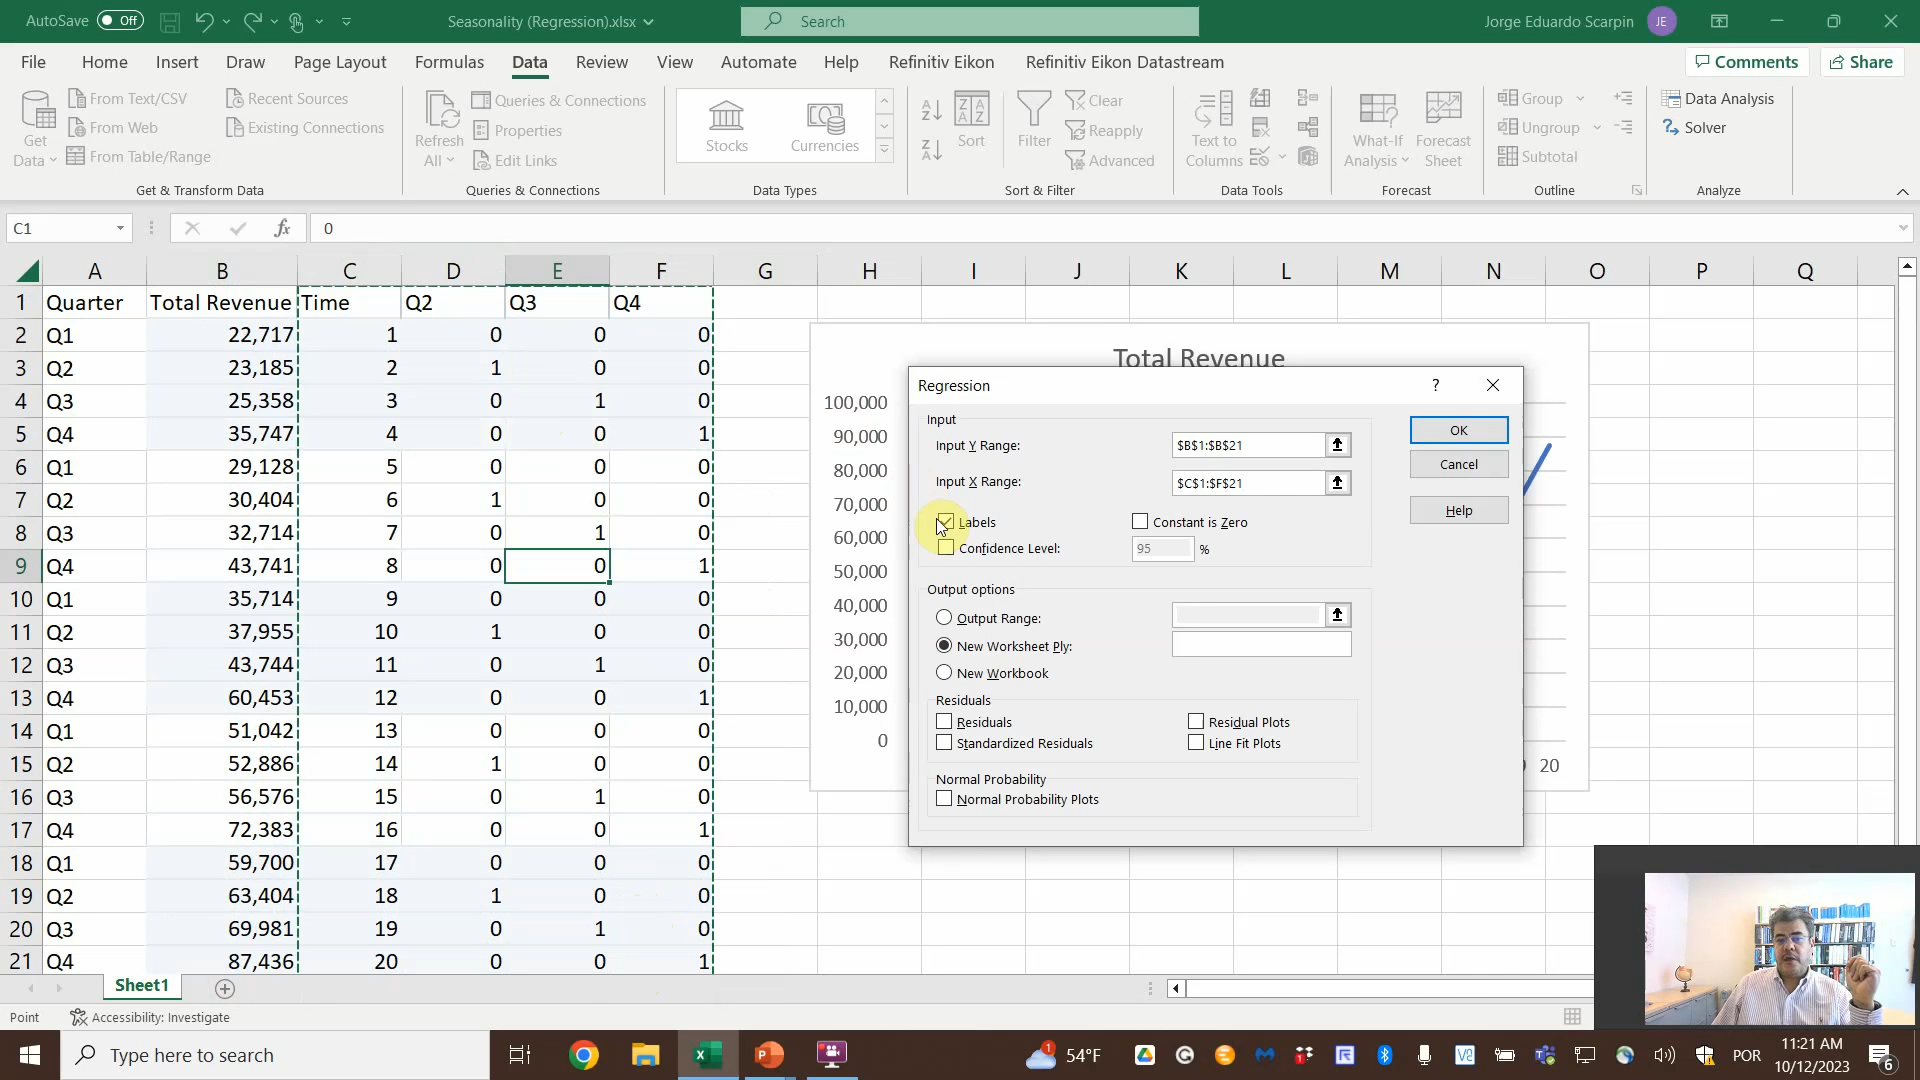 AutoSave Off Seasonality (Regression).xlsx Search Jorge Eduardo Scarpin JE
File Home Insert Draw Page Layout Formulas Data Review View Automate Help Refinitiv Eikon Refinitiv Eikon Datastream Comments Share
Get Data From Text/CSV From Web From Table/Range Recent Sources Existing Connections
Get & Transform Data
Refresh All Queries & Connections Properties Edit Links
Queries & Connections
Stocks Currencies
Data Types
Sort Filter Clear Reapply Advanced
Sort & Filter
Text to Columns
Data Tools
What-If Analysis Forecast Sheet
Forecast
Group Ungroup Subtotal
Outline
Data Analysis Solver
Analyze
C1 fx 0
A B C D E F G H I J K L M N O P Q
1 Quarter Total Revenue Time Q2 Q3 Q4
2 Q1 22,717 1 0 0 0
3 Q2 23,185 2 1 0 0
4 Q3 25,358 3 0 1 0
5 Q4 35,747 4 0 0 1
6 Q1 29,128 5 0 0 0
7 Q2 30,404 6 1 0 0
8 Q3 32,714 7 0 1 0
9 Q4 43,741 8 0 0 1
10 Q1 35,714 9 0 0 0
11 Q2 37,955 10 1 0 0
12 Q3 43,744 11 0 1 0
13 Q4 60,453 12 0 0 1
14 Q1 51,042 13 0 0 0
15 Q2 52,886 14 1 0 0
16 Q3 56,576 15 0 1 0
17 Q4 72,383 16 0 0 1
18 Q1 59,700 17 0 0 0
19 Q2 63,404 18 1 0 0
20 Q3 69,981 19 0 1 0
21 Q4 87,436 20 0 0 1
Total Revenue
100,000
90,000
80,000
70,000
60,000
50,000
40,000
30,000
20,000
10,000
0
20
Regression ?
Input
Input Y Range: $B$1:$B$21
Input X Range: $C$1:$F$21
Labels Constant is Zero
Confidence Level: 95 %
OK
Cancel
Help
Output options
Output Range:
New Worksheet Ply:
New Workbook
Residuals
Residuals Residual Plots
Standardized Residuals Line Fit Plots
Normal Probability
Normal Probability Plots
Sheet1
Point Accessibility: Investigate
Type here to search 1 54°F POR 11:21 AM
10/12/2023 6